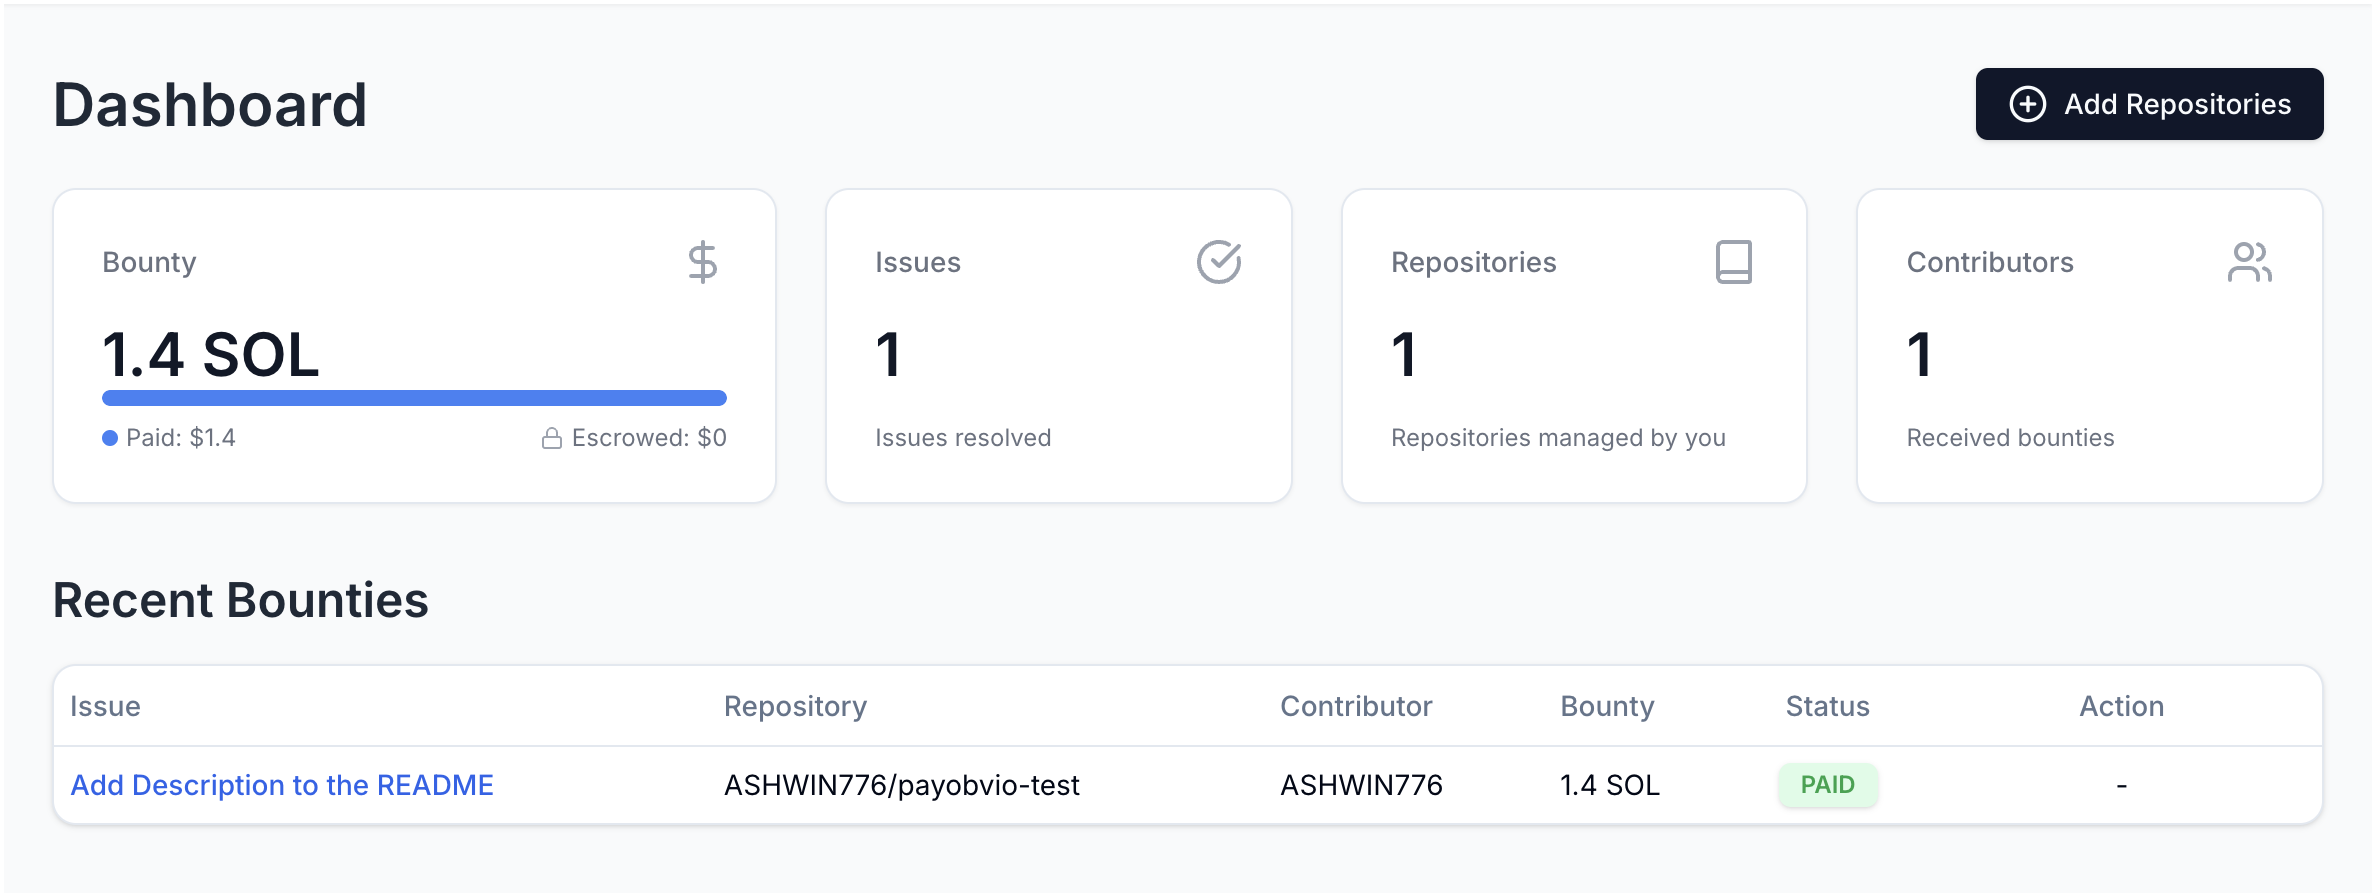 Dashboard
Add Repositories
Bounty
1.4 SOL
Paid: $1.4 Escrowed: $0
Issues
1
Issues resolved
Repositories
1
Repositories managed by you
Contributors
1
Received bounties
Recent Bounties
Issue Repository Contributor Bounty Status Action
Add Description to the README ASHWIN776/payobvio-test ASHWIN776 1.4 SOL PAID -